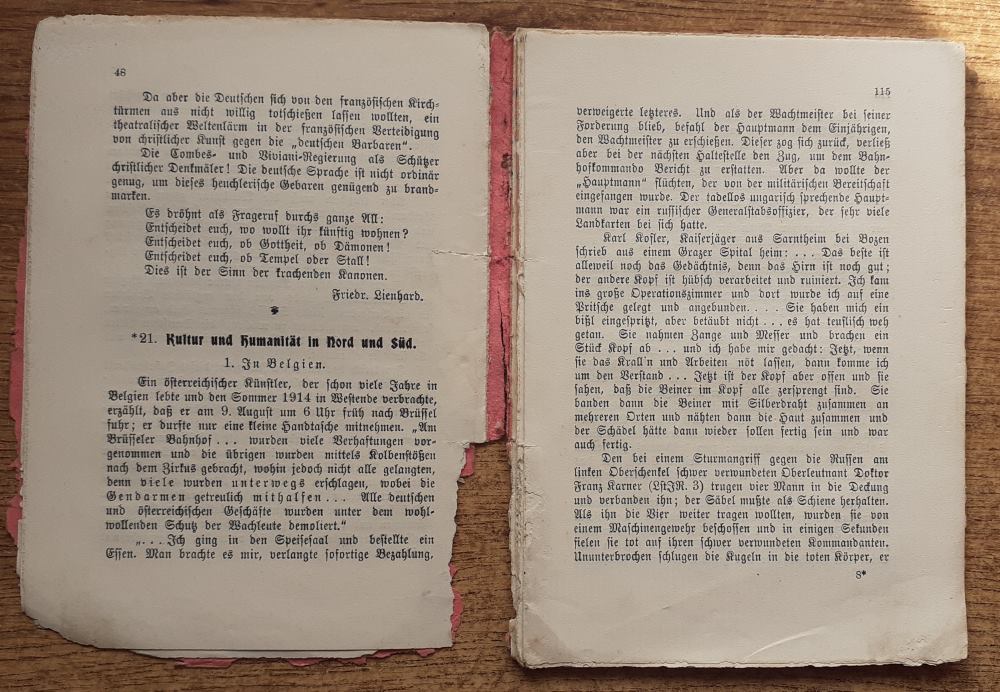 48
Da aber die Deutschen sich von den französischen Kirch-
türmen aus nicht willig totschießen lassen wollten, ein
theatralischer Weltenlärm in der französischen Verteidigung
von christlicher Kunst gegen die „deutschen Barbaren“.
Die Combes- und Viviani-Regierung als Schützer
christlicher Denkmäler! Die deutsche Sprache ist nicht ordinär
genug, um dieses heuchlerische Gebaren genügend zu brand-
marken.
Es dröhnt als Frageruf durchs ganze All:
Entscheidet euch, wo wollt ihr künftig wohnen?
Entscheidet euch, ob Gottheit, ob Dämonen!
Entscheidet euch, ob Tempel oder Stall!
Dies ist der Sinn der krachenden Kanonen.
Friedr. Lienhard.
*
*21. Kultur und Humanität in Nord und Süd.
1. In Belgien.
Ein österreichischer Künstler, der schon viele Jahre in
Belgien lebte und den Sommer 1914 in Westende verbrachte,
erzählt, daß er am 9. August um 6 Uhr früh nach Brüssel
fuhr; er durfte nur eine kleine Handtasche mitnehmen. „Am
Brüsseler Bahnhof ... wurden viele Verhaftungen vor-
genommen und die übrigen wurden mittels Kolbenstößen
nach dem Zirkus gebracht, wohin jedoch nicht alle gelangten,
denn viele wurden unterwegs erschlagen, wobei die
Gendarmen getreulich mithalfen ... Alle deutschen
und österreichischen Geschäfte wurden unter dem wohl-
wollenden Schutz der Wachleute demoliert.“
„... Ich ging in den Speisesaal und bestellte ein
Essen. Man brachte es mir, verlangte sofortige Bezahlung,
115
verweigerte letzteres. Und als der Wachtmeister bei seiner
Forderung blieb, befahl der Hauptmann dem Einjährigen,
den Wachtmeister zu erschießen. Dieser zog sich zurück, verließ
aber bei der nächsten Haltestelle den Zug, um dem Bahn-
hofkommando Bericht zu erstatten. Aber da wollte der
„Hauptmann“ flüchten, der von der militärischen Bereitschaft
eingefangen wurde. Der tadellos ungarisch sprechende Haupt-
mann war ein russischer Generalstabsoffizier, der sehr viele
Landkarten bei sich hatte.
Karl Kofler, Kaiserjäger aus Sarntheim bei Bozen
schrieb aus einem Grazer Spital heim: ... Das beste ist
alleweil noch das Gedächtnis, denn das Hirn ist noch gut;
der andere Kopf ist hübsch verarbeitet und ruiniert. Ich kam
ins große Operationszimmer und dort wurde ich auf eine
Pritsche gelegt und angebunden. ... Sie haben mich ein
bißl eingespritzt, aber betäubt nicht ... es hat teuflisch weh
getan. Sie nahmen Zange und Messer und brachen ein
Stück Kopf ab ... und ich habe mir gedacht: Jetzt, wenn
sie das Krall'n und Arbeiten nöt lassen, dann komme ich
um den Verstand ... Jetzt ist der Kopf aber offen und sie
sahen, daß die Beiner im Kopf alle zersprengt sind. Sie
banden dann die Beiner mit Silberdraht zusammen an
mehreren Orten und nähten dann die Haut zusammen und
der Schädel hätte dann wieder sollen fertig sein und war
auch fertig.
Den bei einem Sturmangriff gegen die Russen am
linken Oberschenkel schwer verwundeten Oberleutnant Doktor
Franz Karner (LstJR. 3) trugen vier Mann in die Deckung
und verbanden ihn; der Säbel mußte als Schiene herhalten.
Als ihn die Vier weiter tragen wollten, wurden sie von
einem Maschinengewehr beschossen und in einigen Sekunden
fielen sie tot auf ihren schwer verwundeten Kommandanten.
Ununterbrochen schlugen die Kugeln in die toten Körper, er
8*